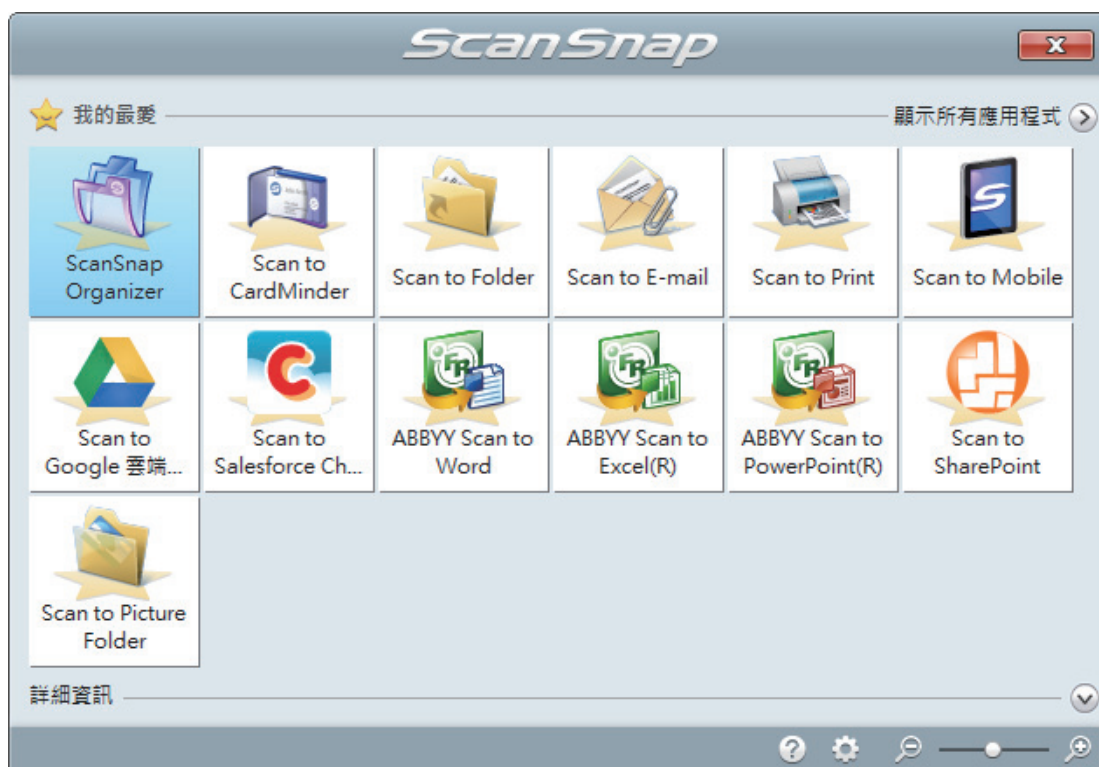 ScanSnap
我的最愛
顯示所有應用程式
ScanSnap
Organizer
Scan to
CardMinder
Scan to Folder
Scan to E-mail
Scan to Print
Scan to Mobile
Scan to
Google 雲端...
Scan to
Salesforce Ch...
ABBYY Scan to
Word
ABBYY Scan to
Excel(R)
ABBYY Scan to
PowerPoint(R)
Scan to
SharePoint
Scan to Picture
Folder
詳細資訊